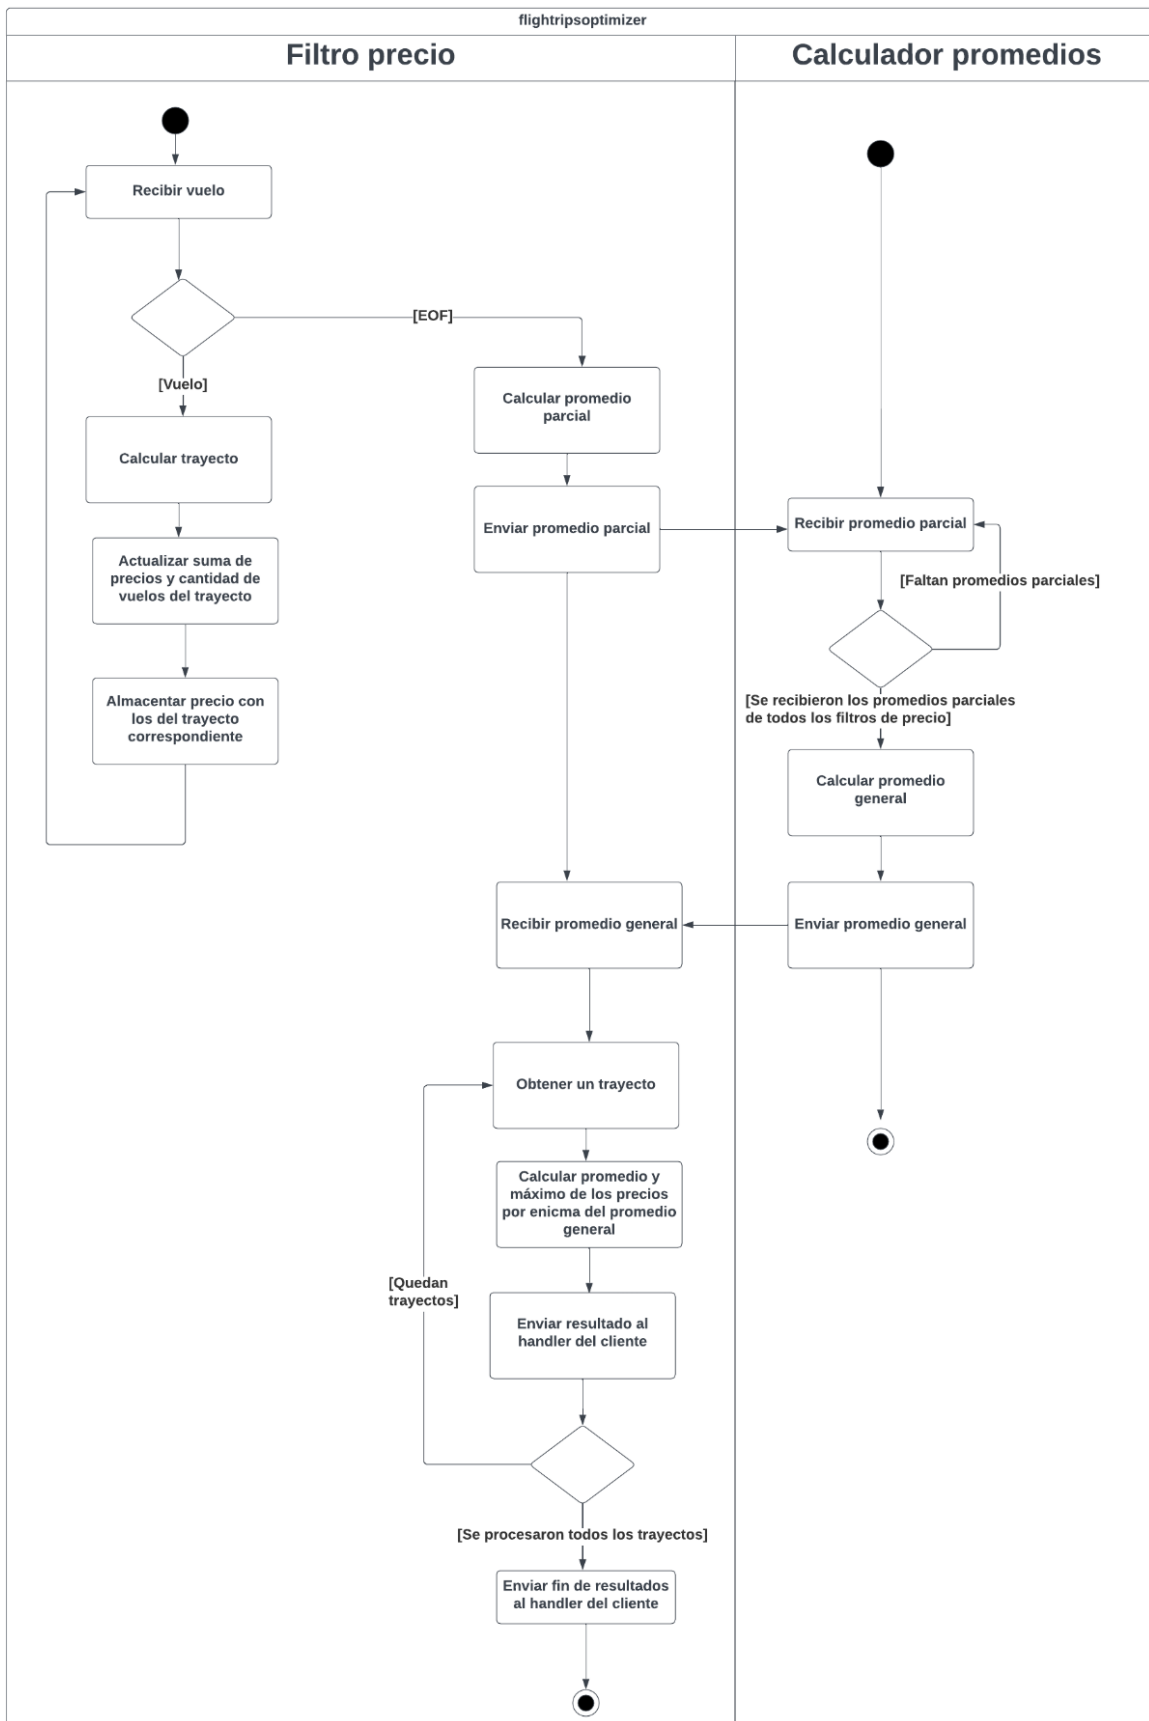 flightripsoptimizer
Filtro precio
Calculador promedios
Recibir vuelo
[EOF]
[Vuelo]
Calcular promedio
parcial
Calcular trayecto
Enviar promedio parcial
Recibir promedio parcial
Actualizar suma de
precios y cantidad de
vuelos del trayecto
[Faltan promedios parciales]
Almacentar precio con
los del trayecto
correspondiente
[Se recibieron los promedios parciales
de todos los filtros de precio]
Calcular promedio
general
Recibir promedio general
Enviar promedio general
Obtener un trayecto
Calcular promedio y
máximo de los precios
por enicma del promedio
general
[Quedan
trayectos]
Enviar resultado al
handler del cliente
[Se procesaron todos los trayectos]
Enviar fin de resultados
al handler del cliente